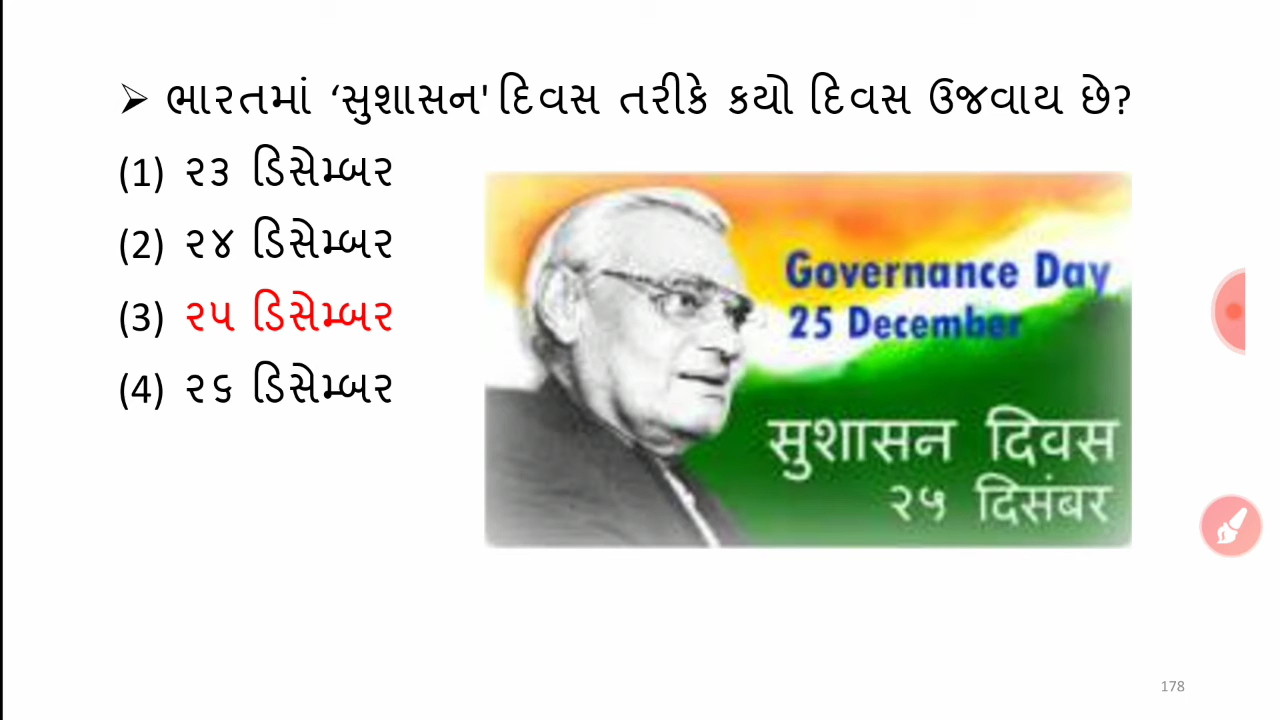 ➢ ભારતમાં ‘સુશાસન' દિવસ તરીકે કયો દિવસ ઉજવાય છે?
(1) ૨૩ ડિસેમ્બર
(2) ૨૪ ડિસેમ્બર
(3) ૨૫ ડિસેમ્બર
(4) ૨૬ ડિસેમ્બર
Governance Day
25 December
सुशासन दिवस
२५ दिसंबर
178